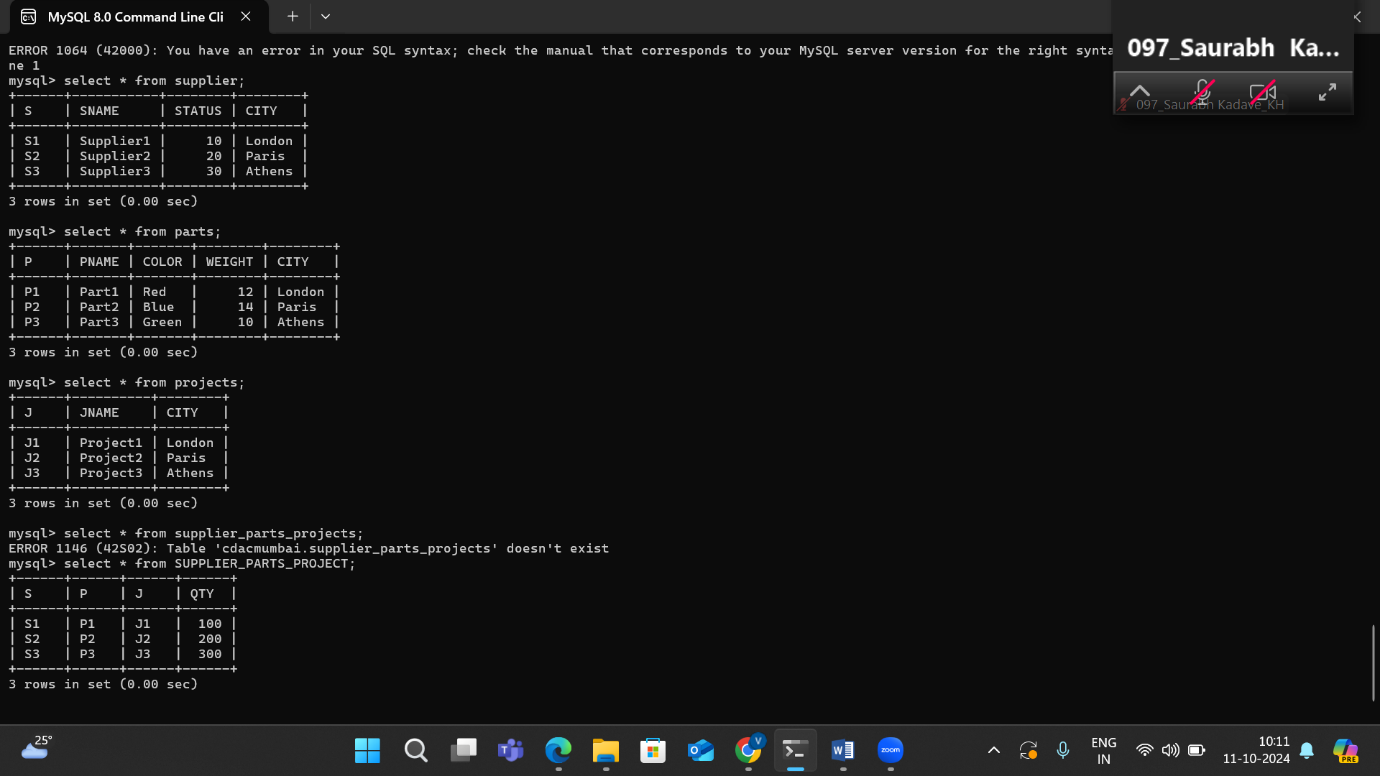 MySQL 8.0 Command Line Cli
ERROR 1064 (42000): You have an error in your SQL syntax; check the manual that corresponds to your MySQL server version for the right synta
ne 1
mysql> select * from supplier;
+------+-----------+--------+--------+
| S    | SNAME     | STATUS | CITY   |
+------+-----------+--------+--------+
| S1   | Supplier1 |     10 | London |
| S2   | Supplier2 |     20 | Paris  |
| S3   | Supplier3 |     30 | Athens |
+------+-----------+--------+--------+
3 rows in set (0.00 sec)
mysql> select * from parts;
+------+-------+-------+--------+--------+
| P    | PNAME | COLOR | WEIGHT | CITY   |
+------+-------+-------+--------+--------+
| P1   | Part1 | Red   |     12 | London |
| P2   | Part2 | Blue  |     14 | Paris  |
| P3   | Part3 | Green |     10 | Athens |
+------+-------+-------+--------+--------+
3 rows in set (0.00 sec)
mysql> select * from projects;
+------+----------+--------+
| J    | JNAME    | CITY   |
+------+----------+--------+
| J1   | Project1 | London |
| J2   | Project2 | Paris  |
| J3   | Project3 | Athens |
+------+----------+--------+
3 rows in set (0.00 sec)
mysql> select * from supplier_parts_projects;
ERROR 1146 (42S02): Table 'cdacmumbai.supplier_parts_projects' doesn't exist
mysql> select * from SUPPLIER_PARTS_PROJECT;
+------+------+------+------+
| S    | P    | J    | QTY  |
+------+------+------+------+
| S1   | P1   | J1   |  100 |
| S2   | P2   | J2   |  200 |
| S3   | P3   | J3   |  300 |
+------+------+------+------+
3 rows in set (0.00 sec)
097_Saurabh Ka...
097_Saurabh Kadave_KH
25°
zoom
ENG
IN
10:11
11-10-2024
PRE